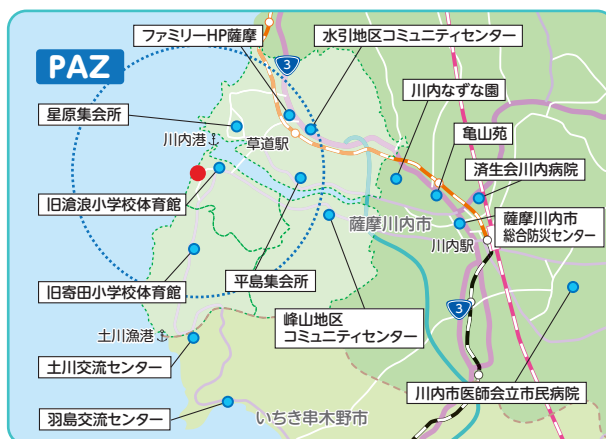 PAZ
ファミリーHP薩摩
水引地区コミュニティセンター
3
川内なずな園
星原集会所
川内港
草道駅
亀山苑
済生会川内病院
旧滄浪小学校体育館
薩摩川内市
薩摩川内市
総合防災センター
川内駅
旧寄田小学校体育館
平島集会所
峰山地区
コミュニティセンター
3
土川漁港
土川交流センター
川内市医師会立市民病院
羽島交流センター
いちき串木野市